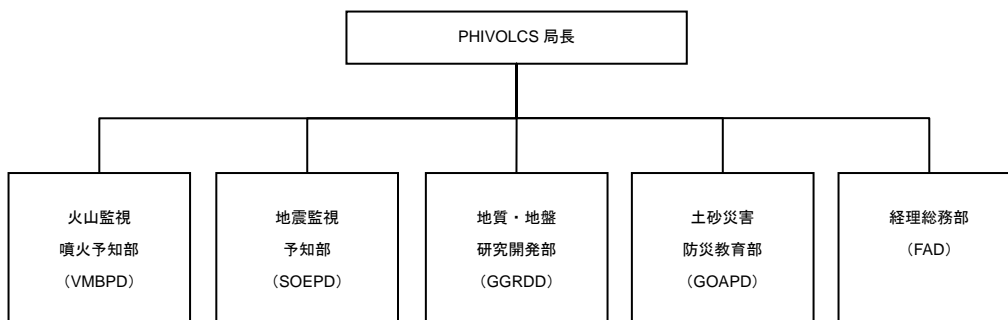 PHIVOLCS 局長
火山監視
噴火予知部
(VMBPD)
地震監視
予知部
(SOEPD)
地質・地盤
研究開発部
(GGRDD)
土砂災害
防災教育部
(GOAPD)
経理総務部
(FAD)